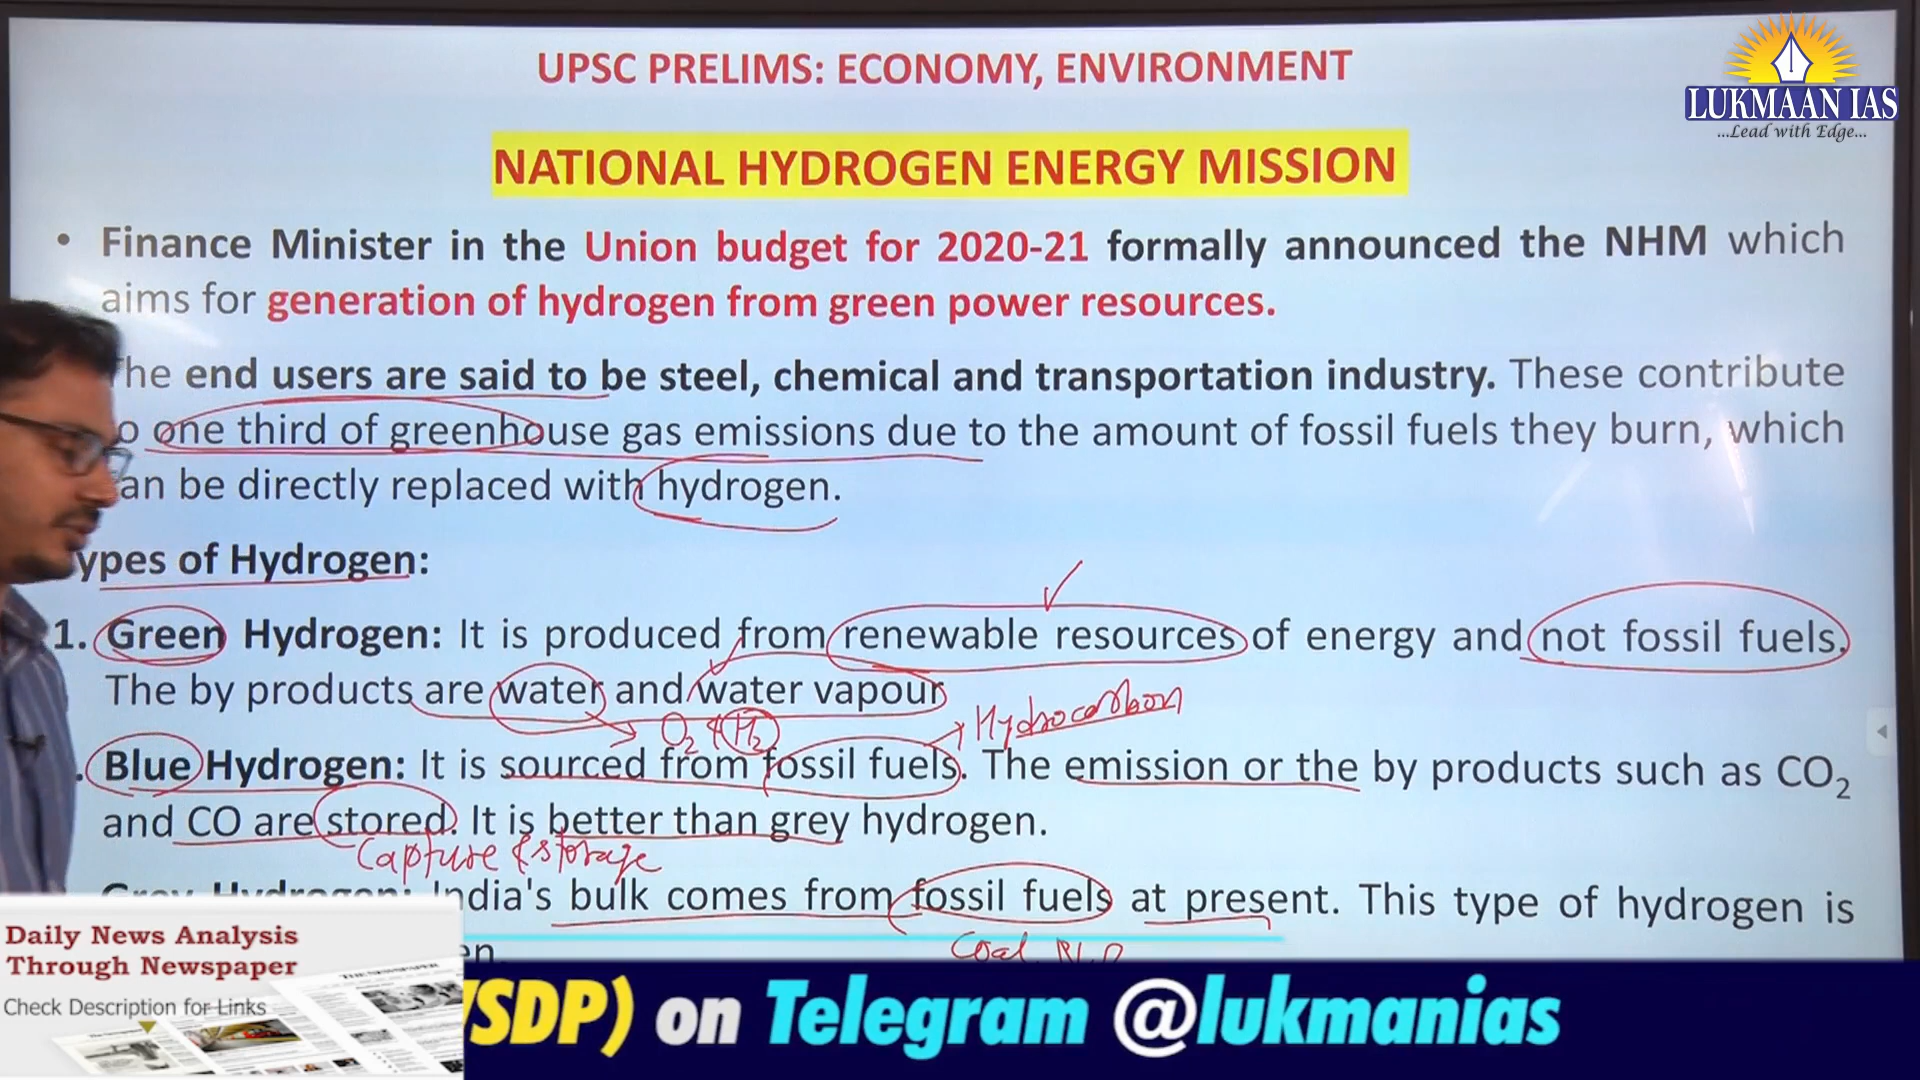 UPSC PRELIMS: ECONOMY, ENVIRONMENT
LUKMAAN IAS
...Lead with Edge...
NATIONAL HYDROGEN ENERGY MISSION
• Finance Minister in the Union budget for 2020-21 formally announced the NHM which
aims for generation of hydrogen from green power resources.
he end users are said to be steel, chemical and transportation industry. These contribute
o one third of greenhouse gas emissions due to the amount of fossil fuels they burn, which
an be directly replaced with hydrogen.
ypes of Hydrogen:
1. Green Hydrogen: It is produced from renewable resources of energy and not fossil fuels.
The by products are water and water vapour
Hydrocarbon
O2 & H2
. Blue Hydrogen: It is sourced from fossil fuels. The emission or the by products such as CO2
and CO are stored. It is better than grey hydrogen.
Capture & storage
Grey Hydrogen: India's bulk comes from fossil fuels at present. This type of hydrogen is
en.
Coal
Daily News Analysis
Through Newspaper
Check Description for Links
/SDP) on Telegram @lukmanias